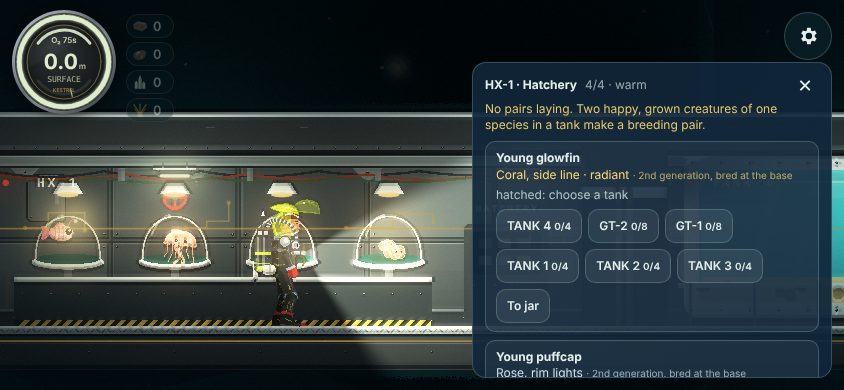 O₂ 75s
0.0 m
SURFACE
KESTREL
0
0
0
0
HX-1
HX-1 · Hatchery 4/4 · warm
No pairs laying. Two happy, grown creatures of one
species in a tank make a breeding pair.
Young glowfin
Coral, side line · radiant · 2nd generation, bred at the base
hatched: choose a tank
TANK 4 0/4
GT-2 0/8
GT-1 0/8
TANK 1 0/4
TANK 2 0/4
TANK 3 0/4
To jar
Young puffcap
Rose, rim lights · 2nd generation, bred at the base